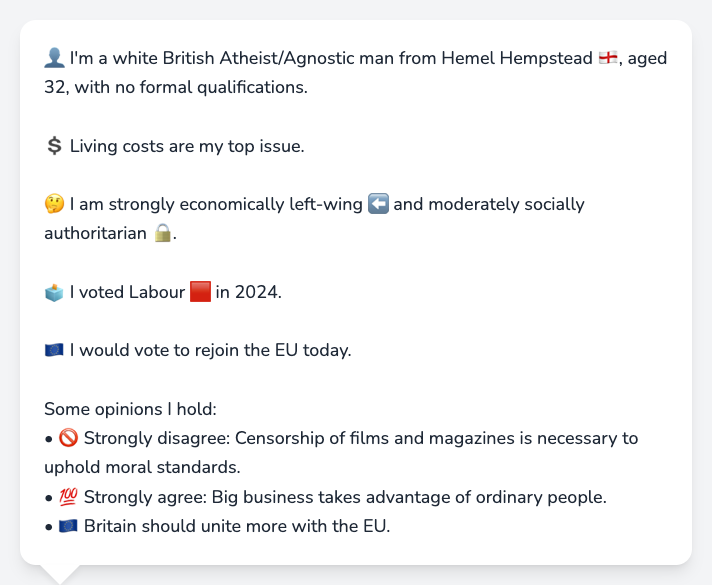 👤 I'm a white British Atheist/Agnostic man from Hemel Hempstead 🏴󠁧󠁢󠁥󠁮󠁧󠁿, aged
32, with no formal qualifications.
💲 Living costs are my top issue.
🤔 I am strongly economically left-wing ⬅️ and moderately socially
authoritarian 🔒.
🗳️ I voted Labour 🟥 in 2024.
🇪🇺 I would vote to rejoin the EU today.
Some opinions I hold:
• 🚫 Strongly disagree: Censorship of films and magazines is necessary to
uphold moral standards.
• 💯 Strongly agree: Big business takes advantage of ordinary people.
• 🇪🇺 Britain should unite more with the EU.